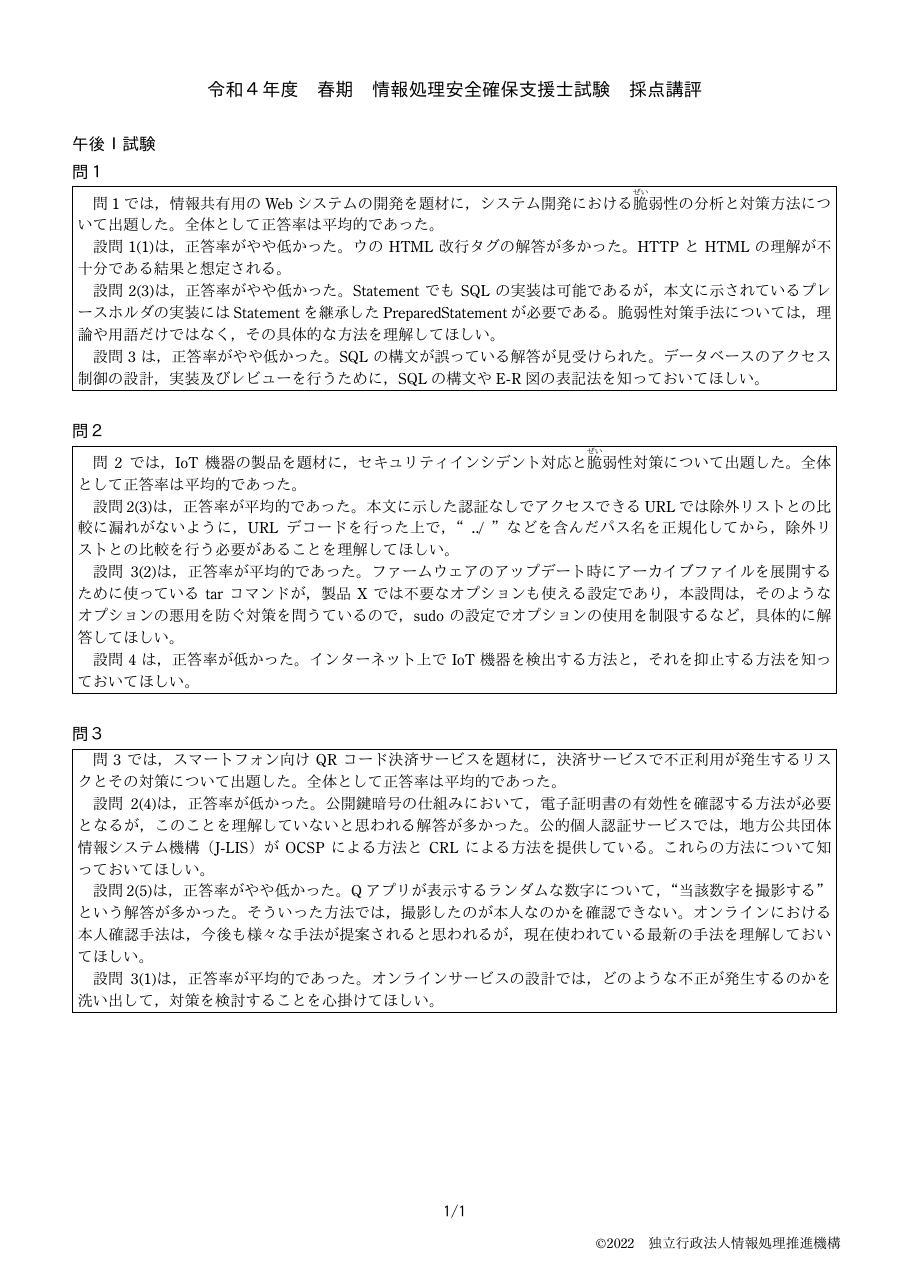 令和４年度　春期　情報処理安全確保支援士試験　採点講評
午後Ⅰ試験
問１
ぜい
問 1 では，情報共有用の Web システムの開発を題材に，システム開発における脆弱性の分析と対策方法につ
いて出題した。全体として正答率は平均的であった。
設問 1(1)は，正答率がやや低かった。ウの HTML 改行タグの解答が多かった。HTTP と HTML の理解が不
十分である結果と想定される。
設問 2(3)は，正答率がやや低かった。Statement でも SQL の実装は可能であるが，本文に示されているプレ
ースホルダの実装には Statement を継承した PreparedStatement が必要である。脆弱性対策手法については，理
論や用語だけではなく，その具体的な方法を理解してほしい。
設問 3 は，正答率がやや低かった。SQL の構文が誤っている解答が見受けられた。データベースのアクセス
制御の設計，実装及びレビューを行うために，SQL の構文や E-R 図の表記法を知っておいてほしい。
問２
ぜい
問 2 では，IoT 機器の製品を題材に，セキュリティインシデント対応と脆弱性対策について出題した。全体
として正答率は平均的であった。
設問 2(3)は，正答率が平均的であった。本文に示した認証なしでアクセスできる URL では除外リストとの比
較に漏れがないように，URL デコードを行った上で，“ ../ ”などを含んだパス名を正規化してから，除外リ
ストとの比較を行う必要があることを理解してほしい。
設問 3(2)は，正答率が平均的であった。ファームウェアのアップデート時にアーカイブファイルを展開する
ために使っている tar コマンドが，製品 X では不要なオプションも使える設定であり，本設問は，そのような
オプションの悪用を防ぐ対策を問うているので，sudo の設定でオプションの使用を制限するなど，具体的に解
答してほしい。
設問 4 は，正答率が低かった。インターネット上で IoT 機器を検出する方法と，それを抑止する方法を知っ
ておいてほしい。
問３
問 3 では，スマートフォン向け QR コード決済サービスを題材に，決済サービスで不正利用が発生するリス
クとその対策について出題した。全体として正答率は平均的であった。
設問 2(4)は，正答率が低かった。公開鍵暗号の仕組みにおいて，電子証明書の有効性を確認する方法が必要
となるが，このことを理解していないと思われる解答が多かった。公的個人認証サービスでは，地方公共団体
情報システム機構（J-LIS）が OCSP による方法と CRL による方法を提供している。これらの方法について知
っておいてほしい。
設問 2(5)は，正答率がやや低かった。Q アプリが表示するランダムな数字について，“当該数字を撮影する”
という解答が多かった。そういった方法では，撮影したのが本人なのかを確認できない。オンラインにおける
本人確認手法は，今後も様々な手法が提案されると思われるが，現在使われている最新の手法を理解しておい
てほしい。
設問 3(1)は，正答率が平均的であった。オンラインサービスの設計では，どのような不正が発生するのかを
洗い出して，対策を検討することを心掛けてほしい。
1/1
©2022　独立行政法人情報処理推進機構